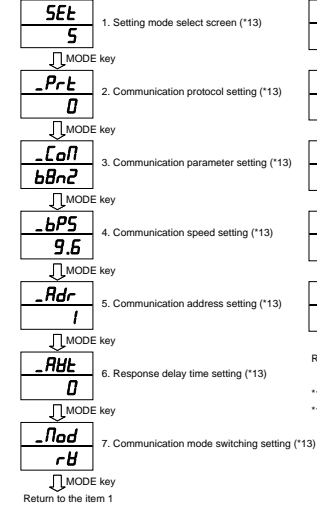 SEt
5
1. Setting mode select screen (*13)
MODE key
_Prt
0
2. Communication protocol setting (*13)
MODE key
_CoM
b8n2
3. Communication parameter setting (*13)
MODE key
_bPS
9.6
4. Communication speed setting (*13)
MODE key
_Adr
1
5. Communication address setting (*13)
MODE key
_AWt
0
6. Response delay time setting (*13)
MODE key
_Mod
rW
7. Communication mode switching setting (*13)
MODE key
Return to the item 1